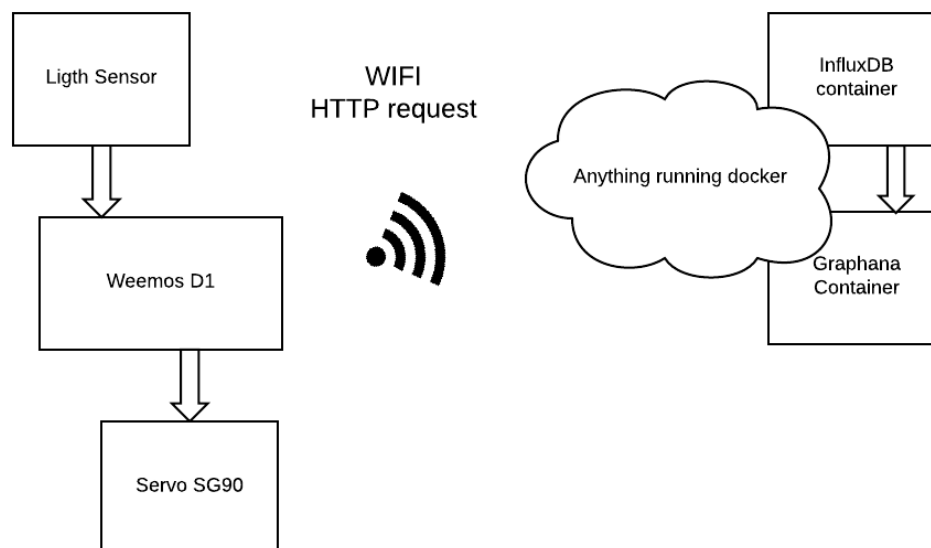 Ligth Sensor
WIFI
HTTP request
InfluxDB
container
Anything running docker
Weemos D1
Graphana
Container
Servo SG90